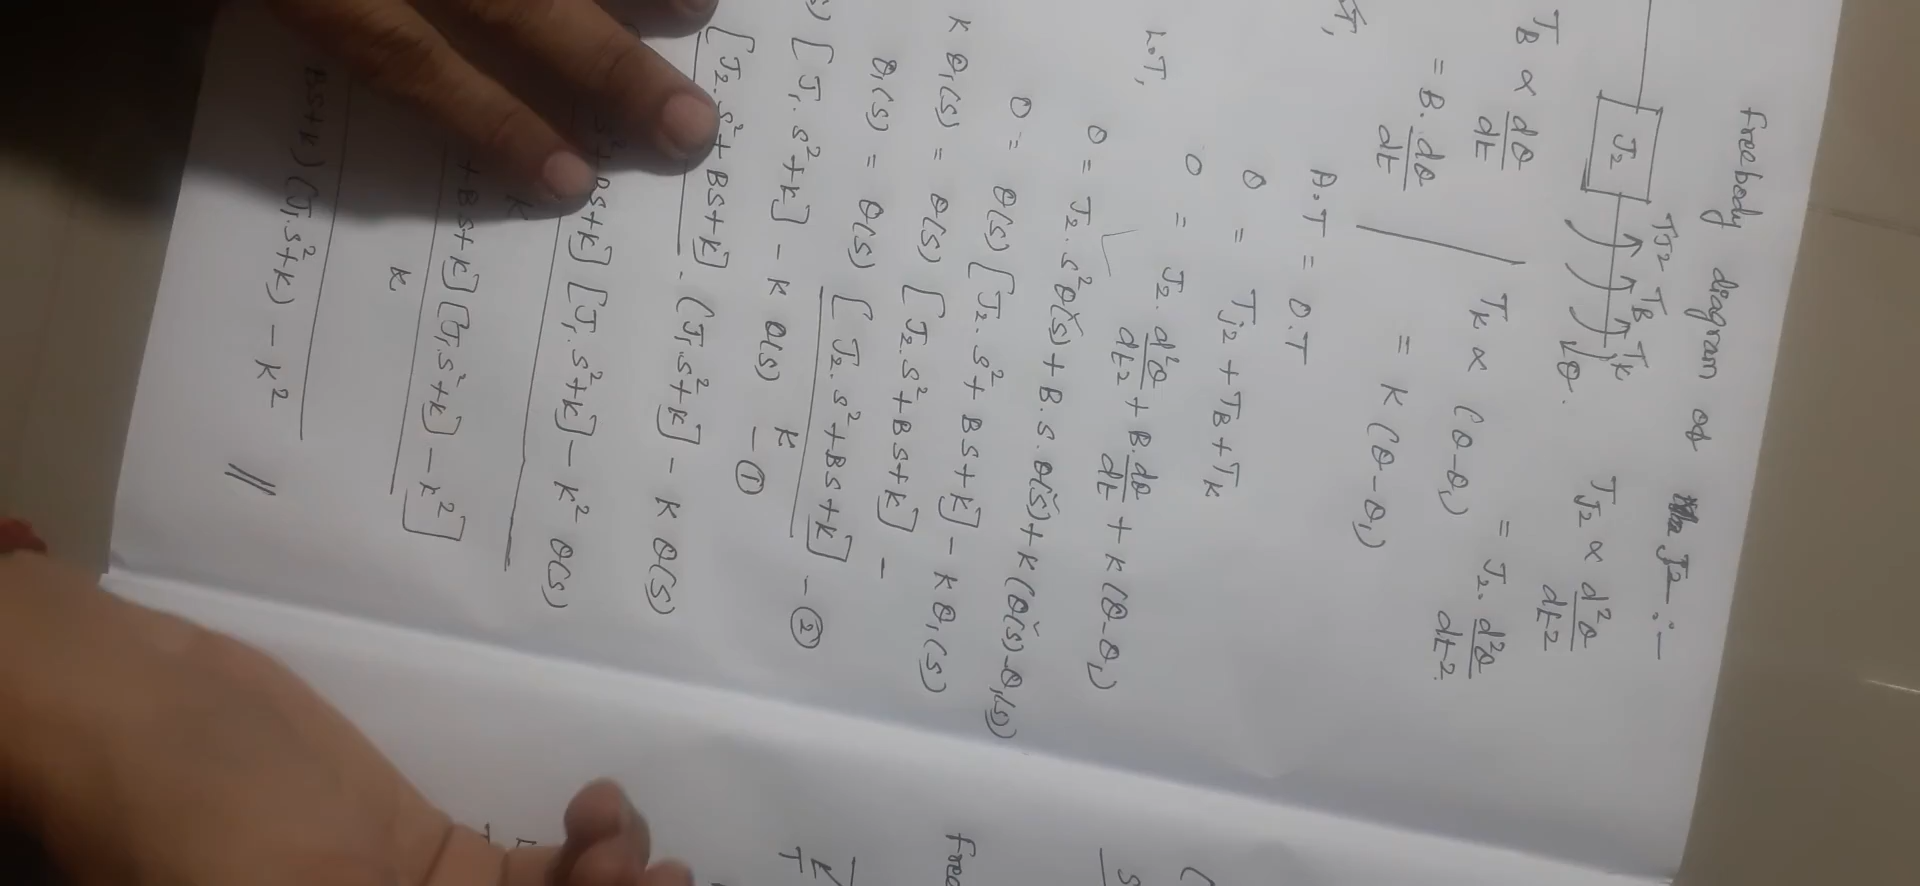 Freebody diagram of J2 :-
J2 TJ2 TB TK θ.
TJ2 ∝ d²θ/dt²
= J2. d²θ/dt2.
TB ∝ dθ/dt
= B. dθ/dt
TK ∝ (θ-θ1)
= K (θ-θ1)
A.T = O.T
0 = TJ2 + TB + TK
0 = J2. d²θ/dt2 + B. dθ/dt + K (θ-θ1)
L.T,
0 = J2. s² θ(s) + B. s. θ(s) + K (θ(s) - θ1(s))
0 = θ(s) [J2. s² + BS + K] - K θ1(s)
K θ1(s) = θ(s) [J2. s² + BS + K] -
θ1(s) = θ(s) [J2. s² + BS + K] / K - ②
[J1. s² + K] - K θ(s) - ①
[J2. s² + BS + K] . (J1. s² + K] - K θ(s)
+ BS + K] [J1. s² + K] - K² θ(s)
K
+ BS + K] [J1. s² + K] - K²]
K
BS + K) (J1. s² + K) - K²
//
Free